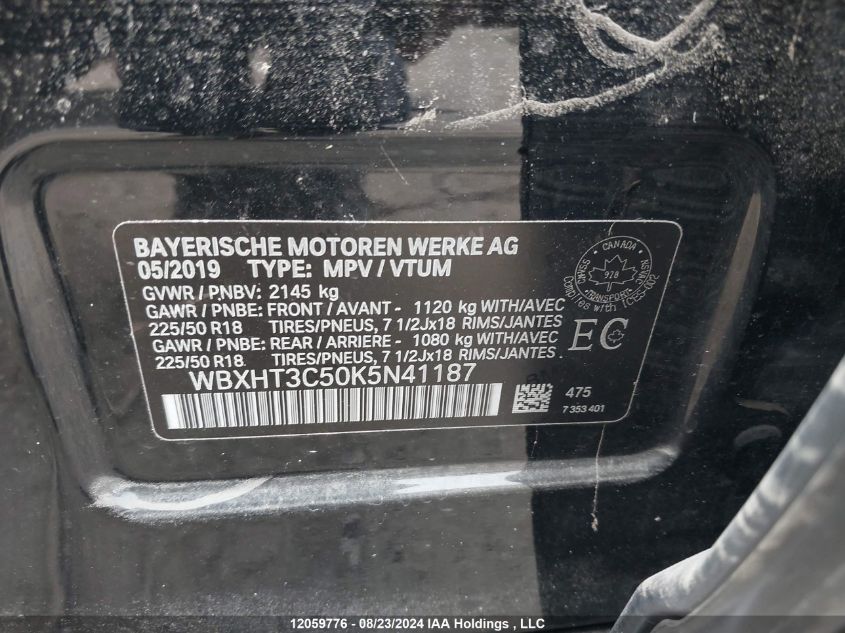 BAYERISCHE MOTOREN WERKE AG
05/2019 TYPE: MPV / VTUM
GVWR / PNBV: 2145 kg
GAWR / PNBE: FRONT / AVANT - 1120 kg WITH/AVEC
225/50 R18 TIRES/PNEUS, 7 1/2Jx18 RIMS/JANTES
GAWR / PNBE: REAR / ARRIERE - 1080 kg WITH/AVEC
225/50 R18 TIRES/PNEUS, 7 1/2Jx18 RIMS/JANTES .
WBXHT3C50K5N41187
CANADA
978
TRANSPORT
EC
475
7 353 401
12059776 - 08/23/2024 IAA Holdings , LLC